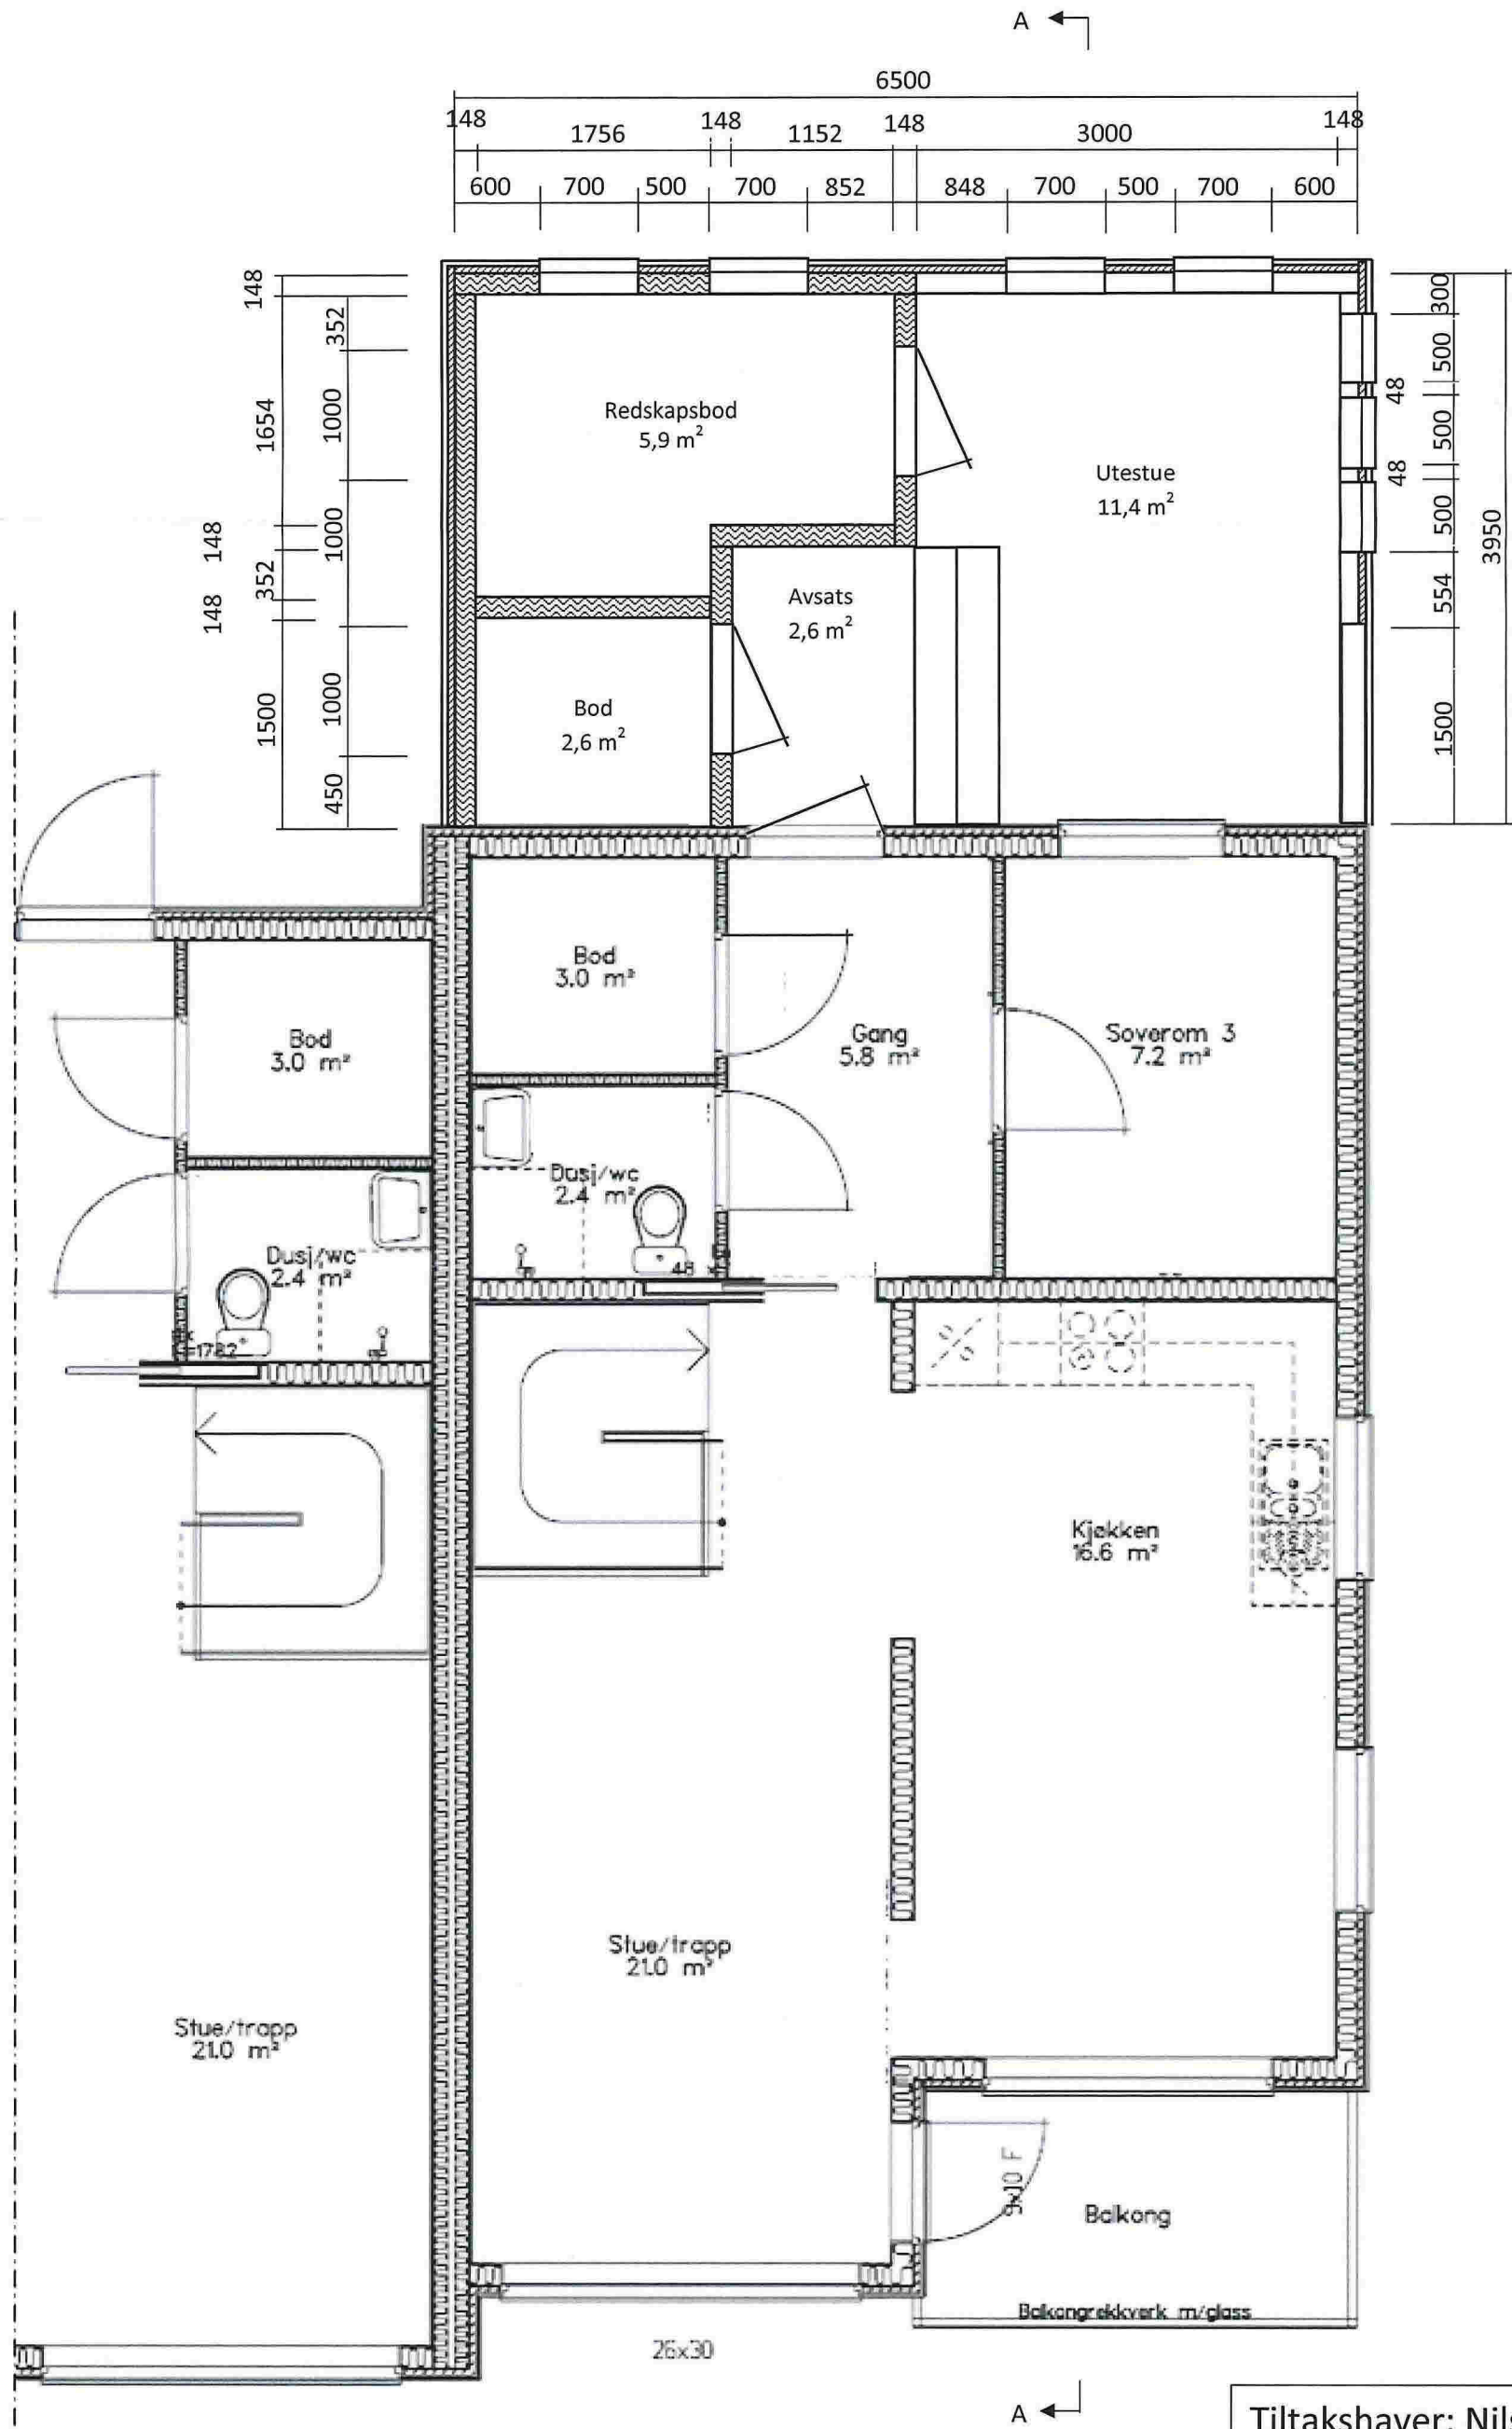 A
6500
148 1756 148 1152 148 3000 148
600 700 500 700 852 848 700 500 700 600
148
352
1654
1000
148
1000
352
148
1000
1500
450
300
500
48
500
48
500
3950
554
1500
Redskapsbod
5,9 m²
Utestue
11,4 m²
Avsats
2,6 m²
Bod
2,6 m²
Bod
3.0 m²
Gang
5.8 m²
Soverom 3
7.2 m²
Bod
3.0 m²
Dusj/wc
2.4 m²
48
Dusj/wc
2.4 m²
Kjøkken
16.6 m²
Stue/trapp
21.0 m²
Stue/trapp
21.0 m²
9x10 F
Balkong
Balkongrekkverk m/glass
26x30
A
Tiltakshaver: Nils